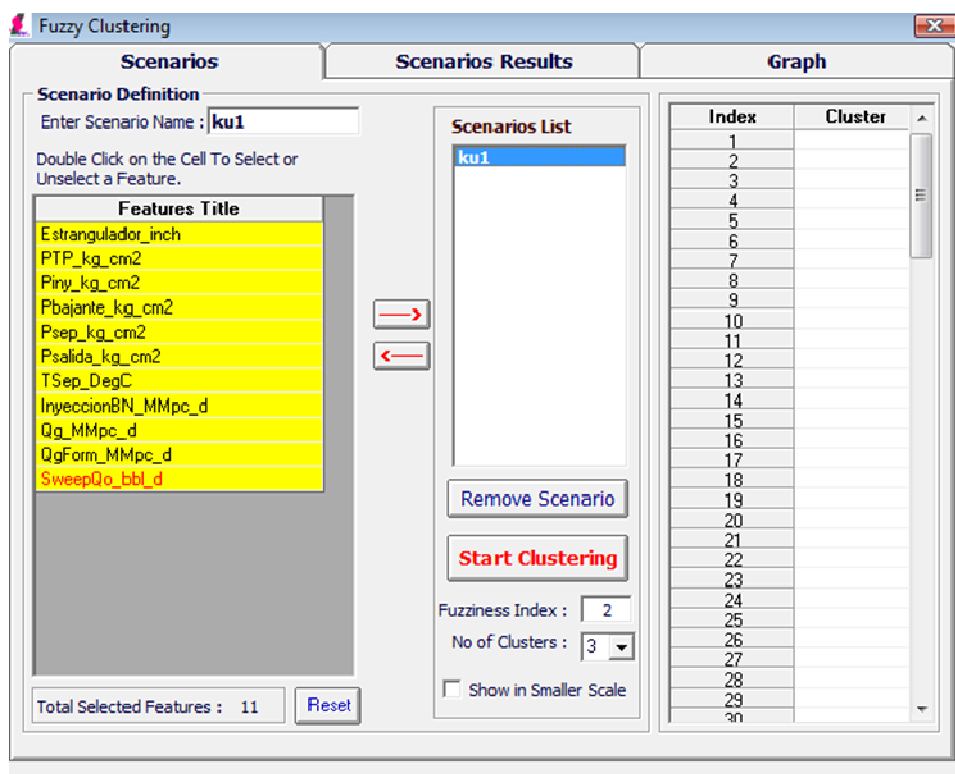 Fuzzy Clustering
Scenarios
Scenarios Results
Graph
Scenario Definition
Enter Scenario Name : ku1
Double Click on the Cell To Select or
Unselect a Feature.
Features Title
Estrangulador_inch
PTP_kg_cm2
Piny_kg_cm2
Pbajante_kg_cm2
Psep_kg_cm2
Psalida_kg_cm2
TSep_DegC
InyeccionBN_MMpc_d
Qg_MMpc_d
QgForm_MMpc_d
SweepQo_bbl_d
Total Selected Features : 11
Reset
--->
<---
Scenarios List
ku1
Remove Scenario
Start Clustering
Fuzziness Index : 2
No of Clusters : 3
Show in Smaller Scale
Index Cluster
1
2
3
4
5
6
7
8
9
10
11
12
13
14
15
16
17
18
19
20
21
22
23
24
25
26
27
28
29
30